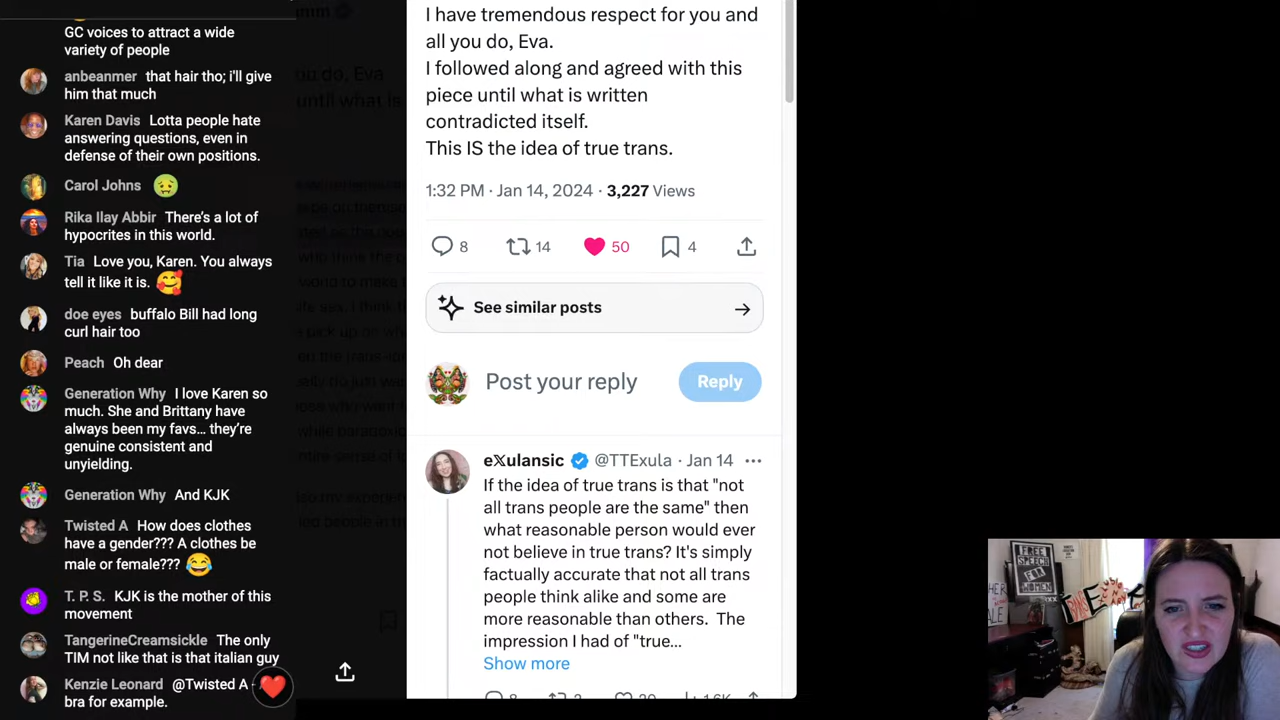 GC voices to attract a wide
variety of people
anbeanmer that hair tho; i'll give
him that much
Karen Davis Lotta people hate
answering questions, even in
defense of their own positions.
Carol Johns
Rika Ilay Abbir There's a lot of
hypocrites in this world.
Tia Love you, Karen. You always
tell it like it is.
doe eyes buffalo Bill had long
curl hair too
Peach Oh dear
Generation Why I love Karen so
much. She and Brittany have
always been my favs... they're
genuine consistent and
unyielding.
Generation Why And KJK
Twisted A How does clothes
have a gender??? A clothes be
male or female???
T. P. S. KJK is the mother of this
movement
TangerineCreamsickle The only
TIM not like that is that italian guy
Kenzie Leonard @Twisted A -
bra for example.
I have tremendous respect for you and
all you do, Eva.
I followed along and agreed with this
piece until what is written
contradicted itself.
This IS the idea of true trans.
1:32 PM · Jan 14, 2024 · 3,227 Views
8 14 50 4
See similar posts
Post your reply Reply
e𝕏ulansic @TTExula · Jan 14
If the idea of true trans is that "not
all trans people are the same" then
what reasonable person would ever
not believe in true trans? It's simply
factually accurate that not all trans
people think alike and some are
more reasonable than others. The
impression I had of "true...
Show more
FREE
SPEECH
FOR
WOMEN